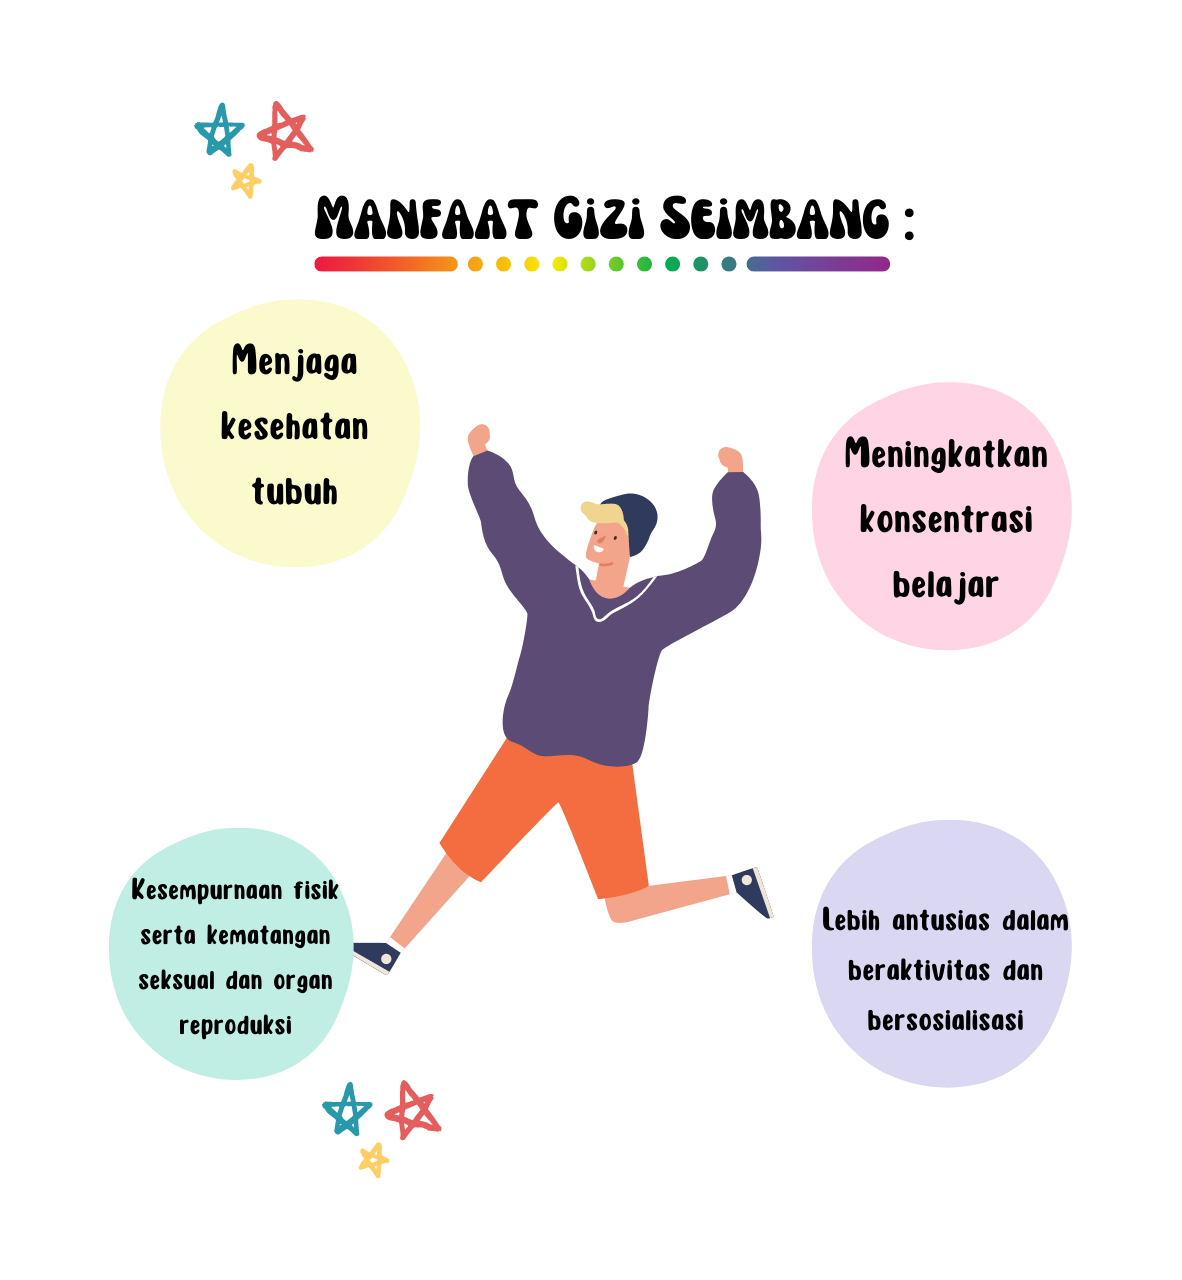 Manfaat Gizi Seimbang :
Menjaga
kesehatan
tubuh
Meningkatkan
konsentrasi
belajar
Kesempurnaan fisik
serta kematangan
seksual dan organ
reproduksi
Lebih antusias dalam
beraktivitas dan
bersosialisasi